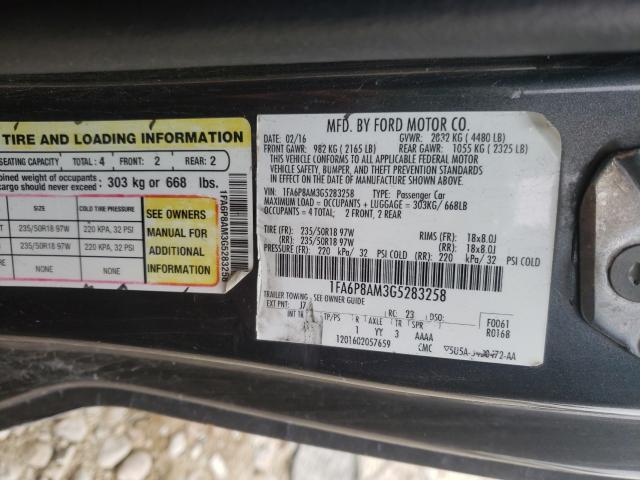 TIRE AND LOADING INFORMATION
SEATING CAPACITY TOTAL: 4 FRONT: 2 REAR: 2
weight of occupants
cargo should never exceed: 303 kg or 668 lbs.
SIZE COLD TIRE PRESSURE
235/50R18 97W 220 KPA, 32 PSI
235/50R18 97W 220 KPA, 32 PSI
NONE NONE
SEE OWNERS
MANUAL FOR
ADDITIONAL
INFORMATION
1FA6P8AM3G5283258
MFD. BY FORD MOTOR CO.
DATE: 02/16 GVWR: 2032 KG ( 4480 LB)
FRONT GAWR: 982 KG ( 2165 LB) REAR GAWR: 1055 KG ( 2325 LB)
THIS VEHICLE CONFORMS TO ALL APPLICABLE FEDERAL MOTOR
VEHICLE SAFETY, BUMPER, AND THEFT PREVENTION STANDARDS
IN EFFECT ON THE DATE OF MANUFACTURE SHOWN ABOVE.
VIN: 1FA6P8AM3G5283258 TYPE: Passenger Car
MAXIMUM LOAD = OCCUPANTS + LUGGAGE = 303KG/ 668LB
OCCUPANTS = 4 TOTAL, 2 FRONT, 2 REAR
TIRE (FR): 235/50R18 97W RIMS (FR): 18x8.0J
(RR): 235/50R18 97W (RR): 18x8.0J
PRESSURE (FR): 220 kPa/ 32 PSI COLD (RR): 220 kPa/ 32 PSI COLD
1FA6P8AM3G5283258
TRAILER TOWING: SEE OWNER GUIDE
EXT PNT: J7 RC: 23 DSO: F0061
INT TR TP/PS R AXLE TR SPR R0168
1 YY 3 AAAA
1201602057659 CMC